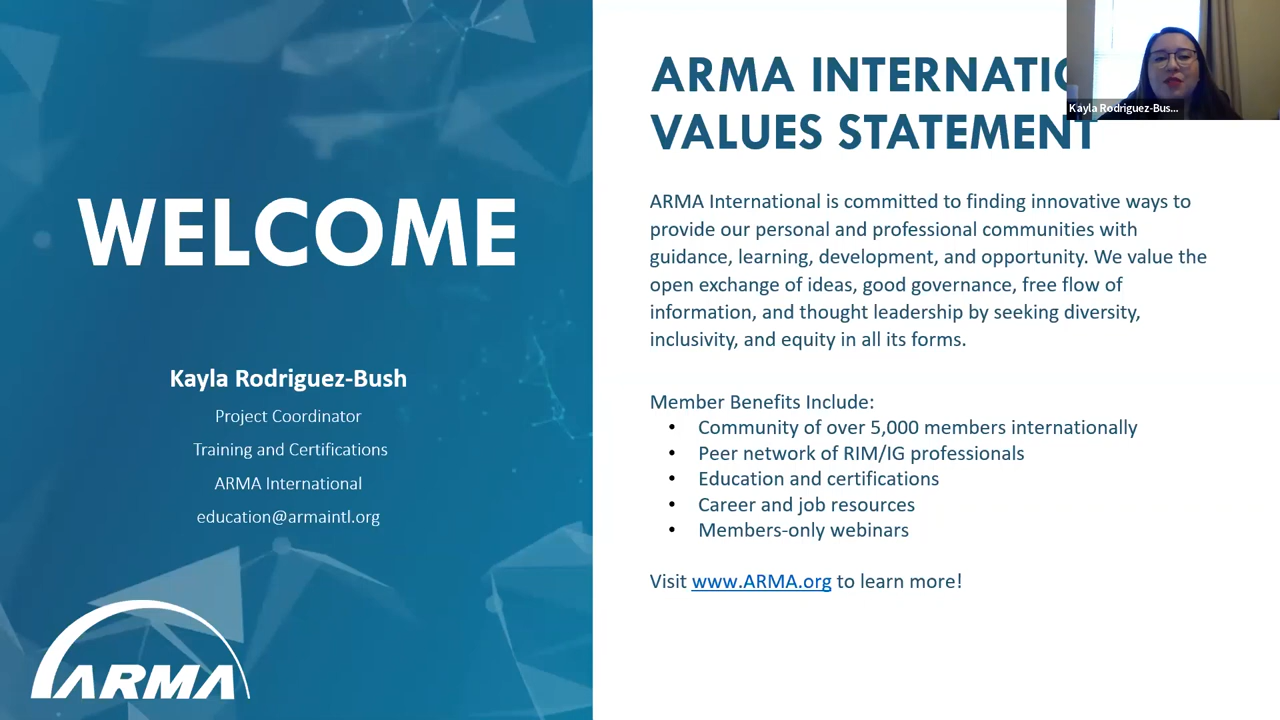 WELCOME
Kayla Rodriguez-Bush
Project Coordinator
Training and Certifications
ARMA International
education@armaintl.org
ARMA
ARMA INTERNATIO
VALUES STATEMENT
Kayla Rodriguez-Bus...
ARMA International is committed to finding innovative ways to
provide our personal and professional communities with
guidance, learning, development, and opportunity. We value the
open exchange of ideas, good governance, free flow of
information, and thought leadership by seeking diversity,
inclusivity, and equity in all its forms.
Member Benefits Include:
• Community of over 5,000 members internationally
• Peer network of RIM/IG professionals
• Education and certifications
• Career and job resources
• Members-only webinars
Visit www.ARMA.org to learn more!